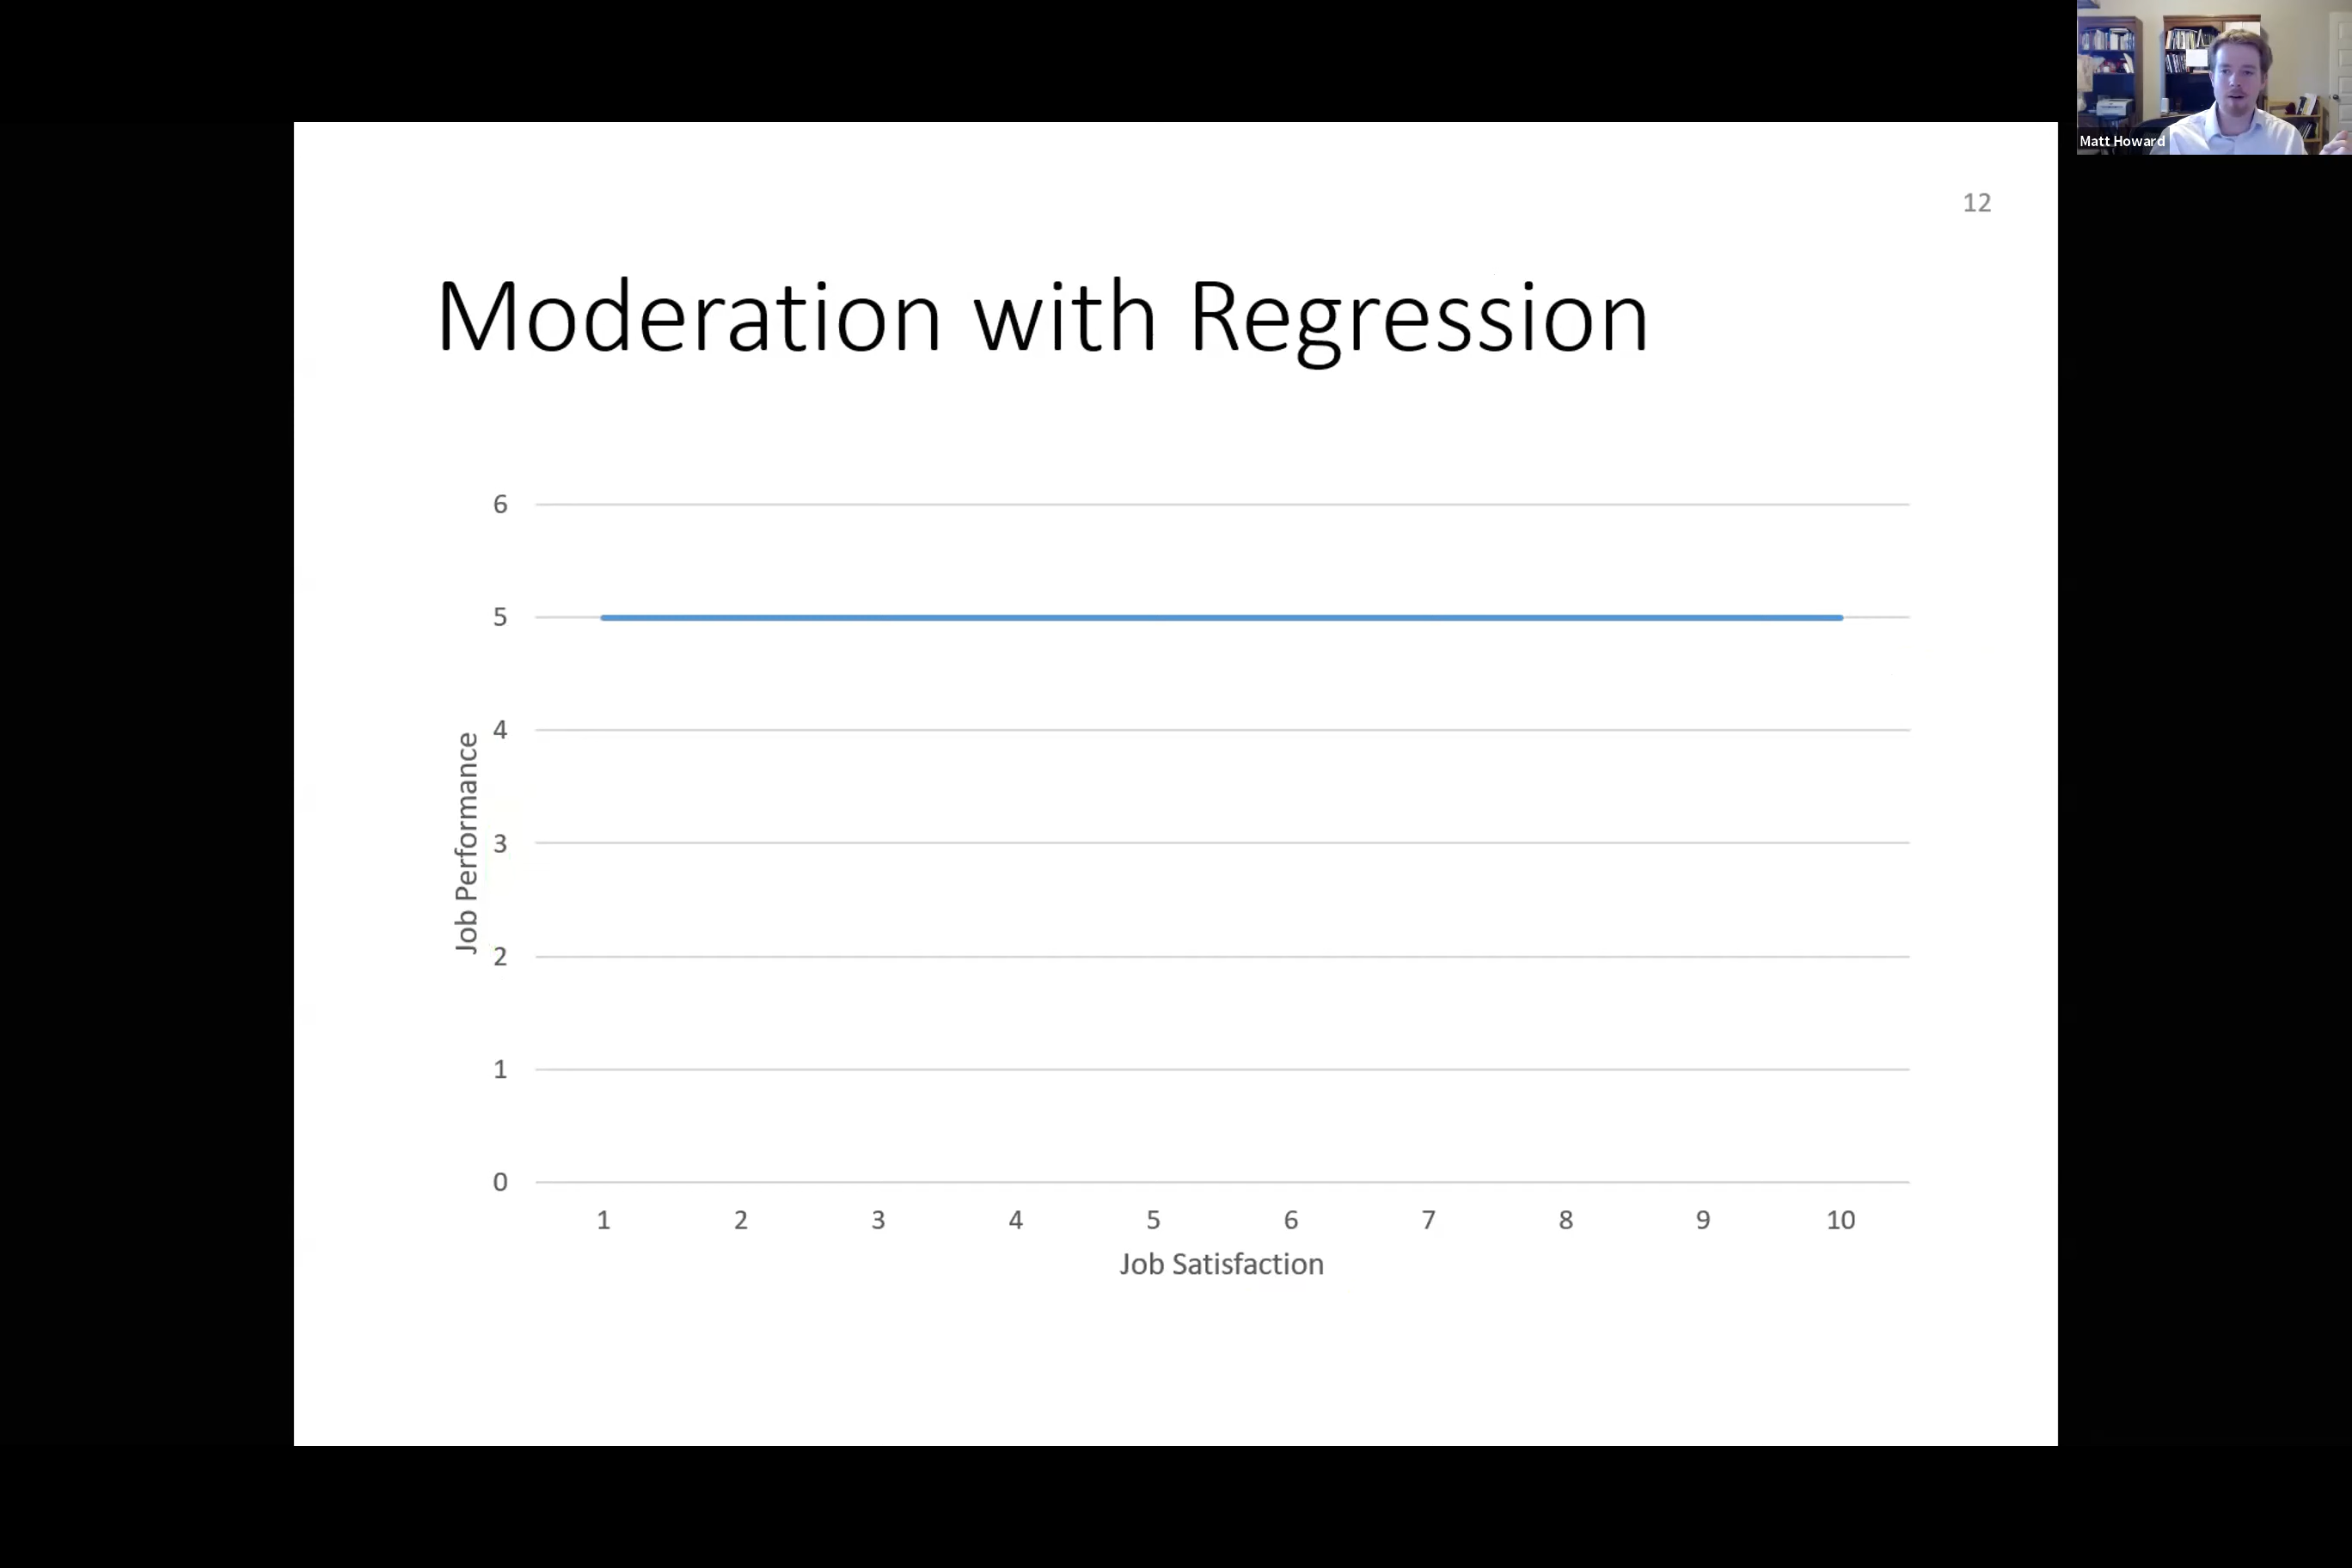 Matt Howard
12
Moderation with Regression
6
5
4
3
2
1
0
Job Performance
1 2 3 4 5 6 7 8 9 10
Job Satisfaction